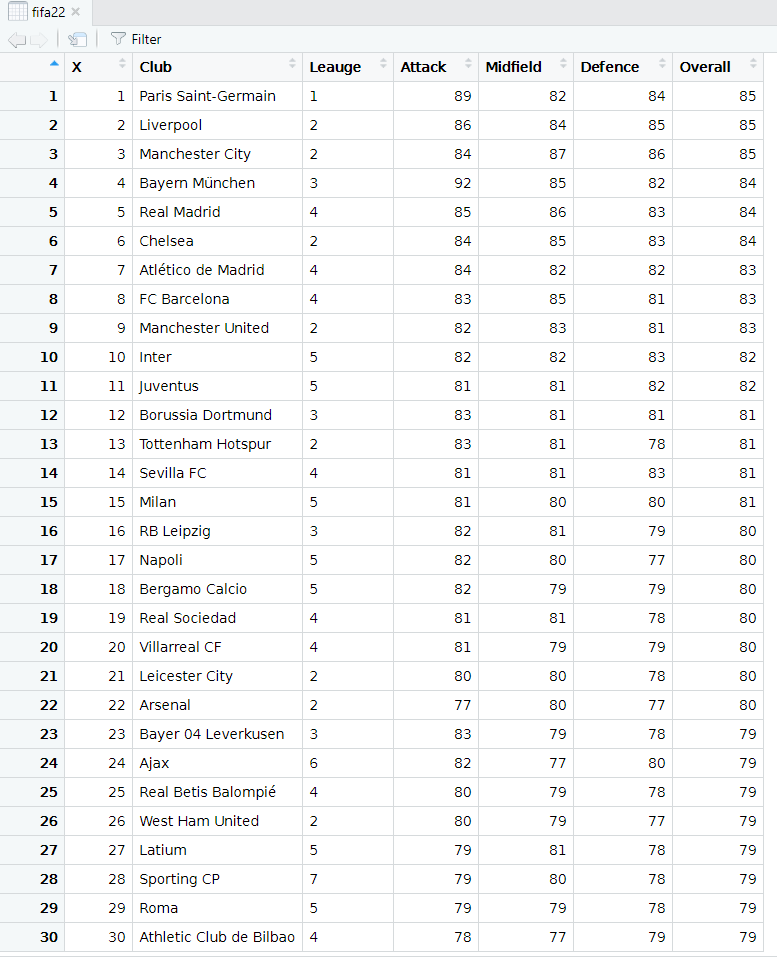 fifa22
Filter
X Club Leauge Attack Midfield Defence Overall
1 1 Paris Saint-Germain 1 89 82 84 85
2 2 Liverpool 2 86 84 85 85
3 3 Manchester City 2 84 87 86 85
4 4 Bayern München 3 92 85 82 84
5 5 Real Madrid 4 85 86 83 84
6 6 Chelsea 2 84 85 83 84
7 7 Atlético de Madrid 4 84 82 82 83
8 8 FC Barcelona 4 83 85 81 83
9 9 Manchester United 2 82 83 81 83
10 10 Inter 5 82 82 83 82
11 11 Juventus 5 81 81 82 82
12 12 Borussia Dortmund 3 83 81 81 81
13 13 Tottenham Hotspur 2 83 81 78 81
14 14 Sevilla FC 4 81 81 83 81
15 15 Milan 5 81 80 80 81
16 16 RB Leipzig 3 82 81 79 80
17 17 Napoli 5 82 80 77 80
18 18 Bergamo Calcio 5 82 79 79 80
19 19 Real Sociedad 4 81 81 78 80
20 20 Villarreal CF 4 81 79 79 80
21 21 Leicester City 2 80 80 78 80
22 22 Arsenal 2 77 80 77 80
23 23 Bayer 04 Leverkusen 3 83 79 78 79
24 24 Ajax 6 82 77 80 79
25 25 Real Betis Balompié 4 80 79 78 79
26 26 West Ham United 2 80 79 77 79
27 27 Latium 5 79 81 78 79
28 28 Sporting CP 7 79 80 78 79
29 29 Roma 5 79 79 78 79
30 30 Athletic Club de Bilbao 4 78 77 79 79